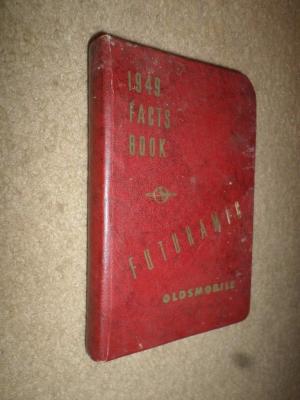 1949
FACTS
BOOK
FUTURAMIC
OLDSMOBILE